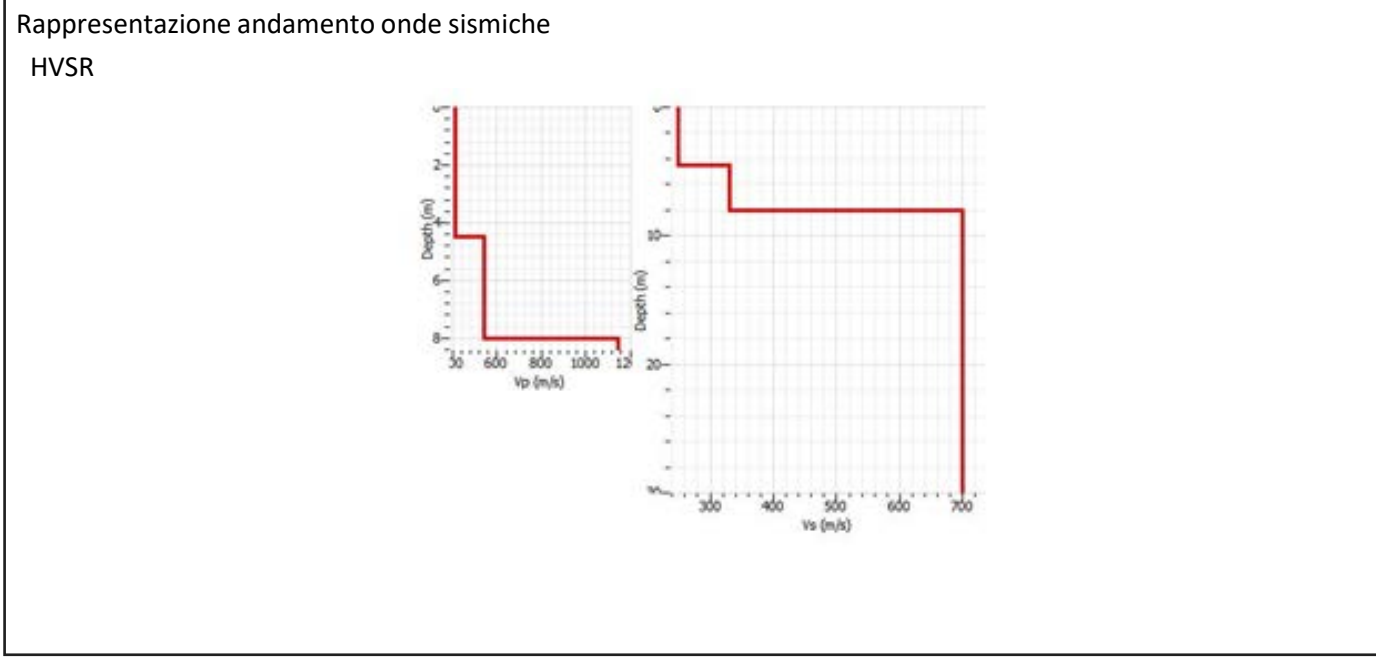 Rappresentazione andamento onde sismiche
HVSR
2
4
6
8
Depth (m)
600 800 1000
Vp (m/s)
10
20
Depth (m)
300 400 500 600 700
Vs (m/s)